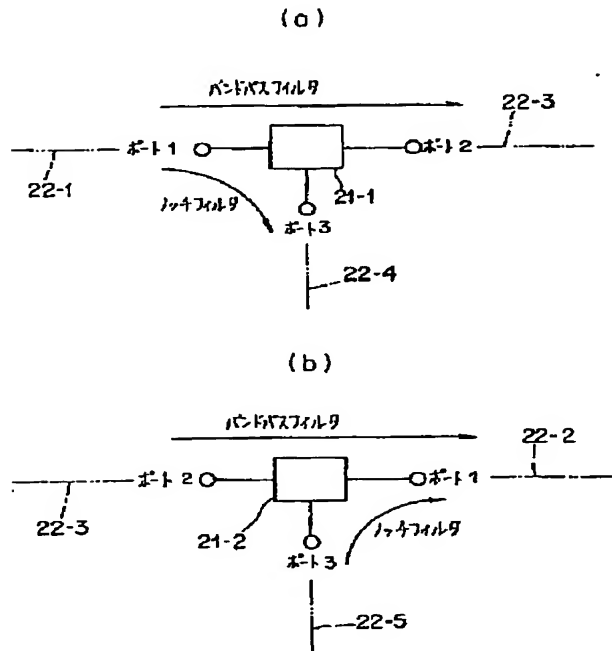 (a)
バンドパスフィルタ
22-3
ポート1
ポート2
22-1
21-1
ノッチフィルタ
ポート3
22-4
(b)
バンドパスフィルタ
22-2
ポート2
ポート1
22-3
21-2
ノッチフィルタ
ポート3
22-5